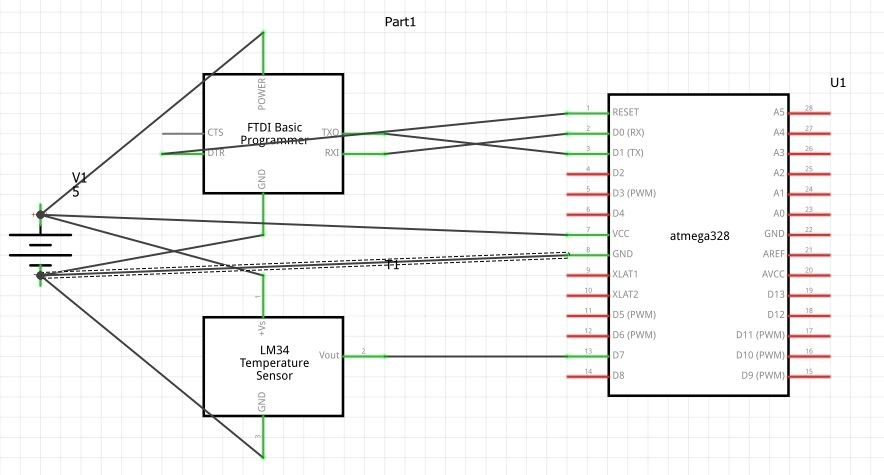 Part1
U1
V1
5
+
POWER
CTS
DTR
FTDI Basic
Programmer
TXO
RXI
GND
T1
1
+Vs
LM34
Temperature
Sensor
Vout
2
GND
3
atmega328
1 RESET
2 D0 (RX)
3 D1 (TX)
4 D2
5 D3 (PWM)
6 D4
7 VCC
8 GND
9 XLAT1
10 XLAT2
11 D5 (PWM)
12 D6 (PWM)
13 D7
14 D8
A5 28
A4 27
A3 26
A2 25
A1 24
A0 23
GND 22
AREF 21
AVCC 20
D13 19
D12 18
D11 (PWM) 17
D10 (PWM) 16
D9 (PWM) 15